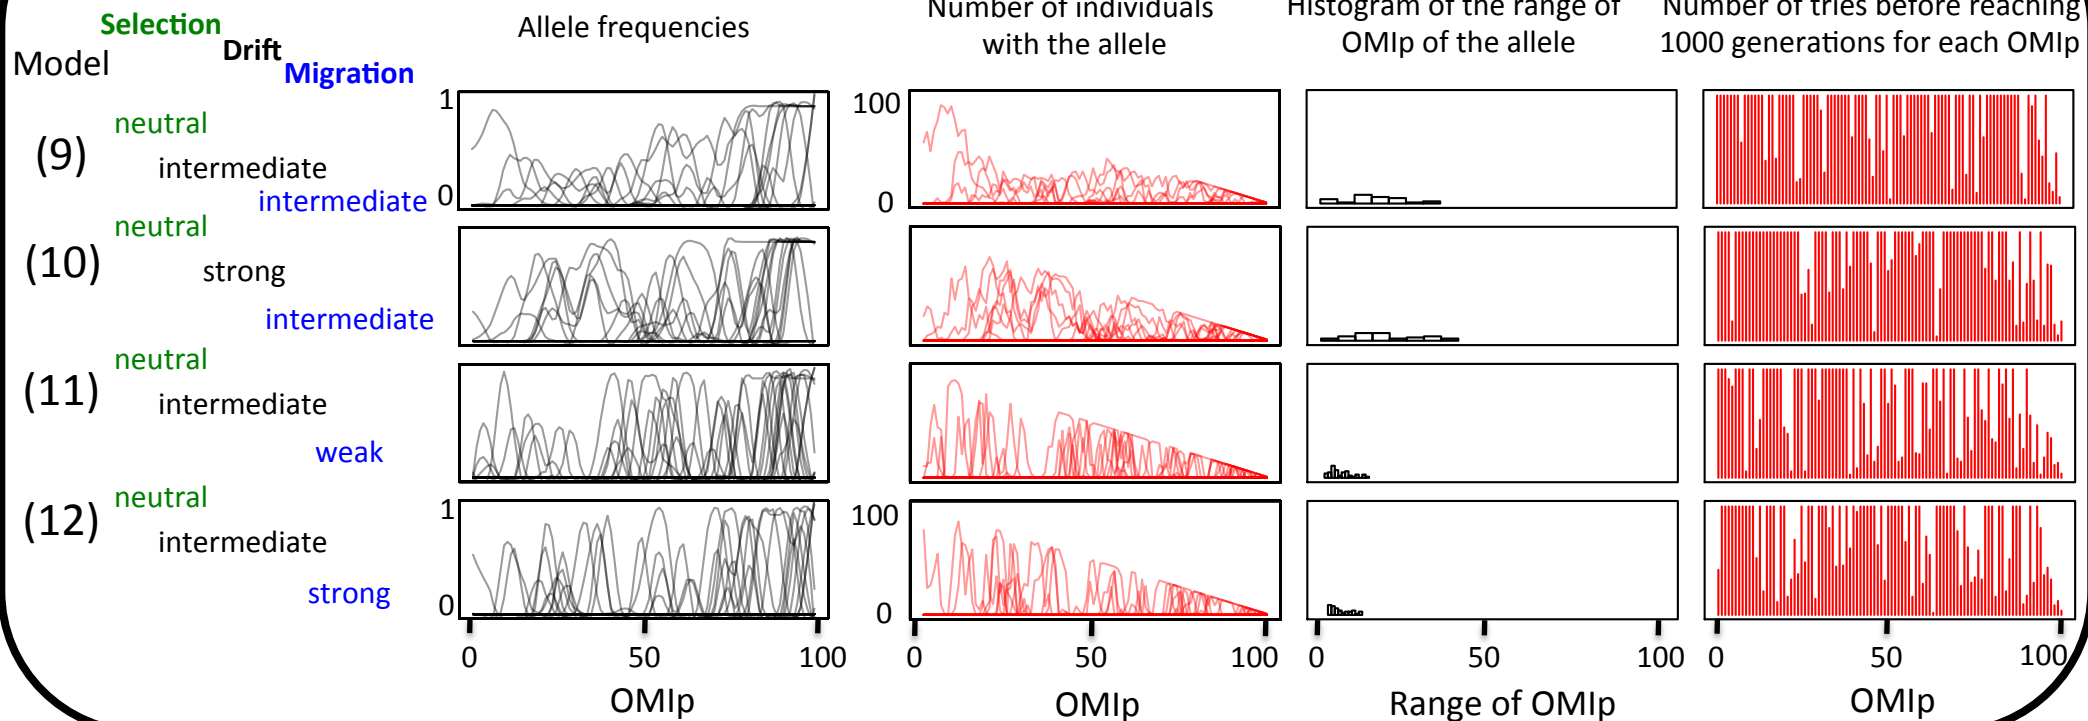 Selection
Drift
Migration
Model
Allele frequencies
Number of individuals
with the allele
Histogram of the range of
OMIp of the allele
Number of tries before reaching
1000 generations for each OMIp
(9)
neutral
intermediate
intermediate
1
0
100
0
(10)
neutral
strong
intermediate
(11)
neutral
intermediate
weak
(12)
neutral
intermediate
strong
1
0
100
0
0 50 100
0 50 100
0 50 100
0 50 100
OMIp
OMIp
Range of OMIp
OMIp